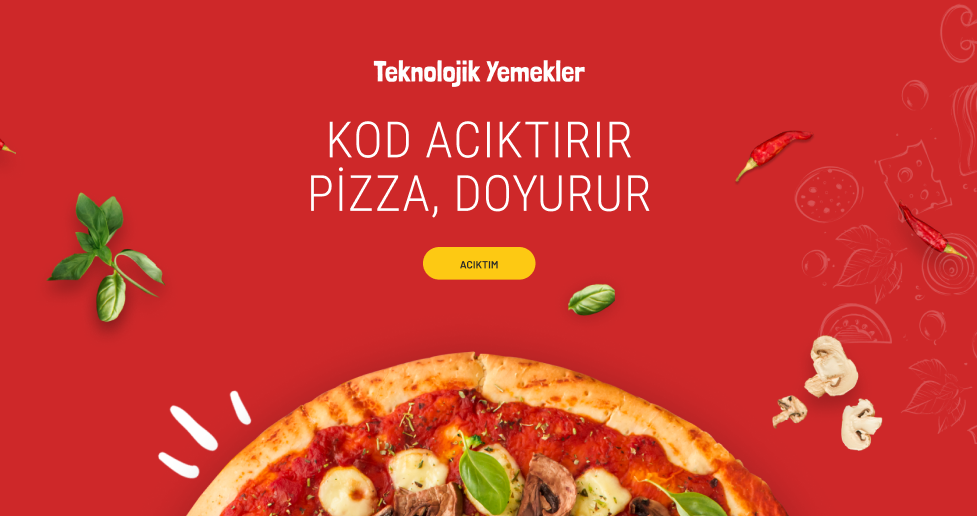 Teknolojik Yemekler
KOD ACIKTIRIR
PİZZA, DOYURUR
ACIKTIM